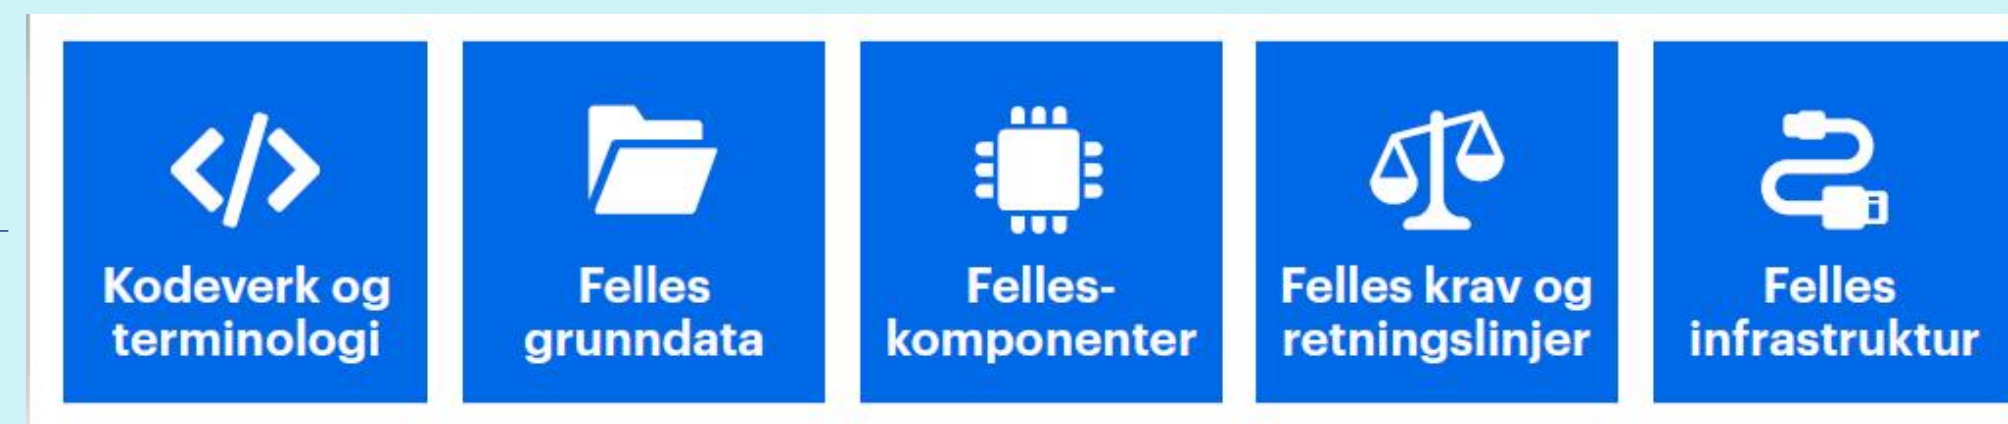 Kodeverk og
terminologi
Felles
grunndata
Felles-
komponenter
Felles krav og
retningslinjer
Felles
infrastruktur